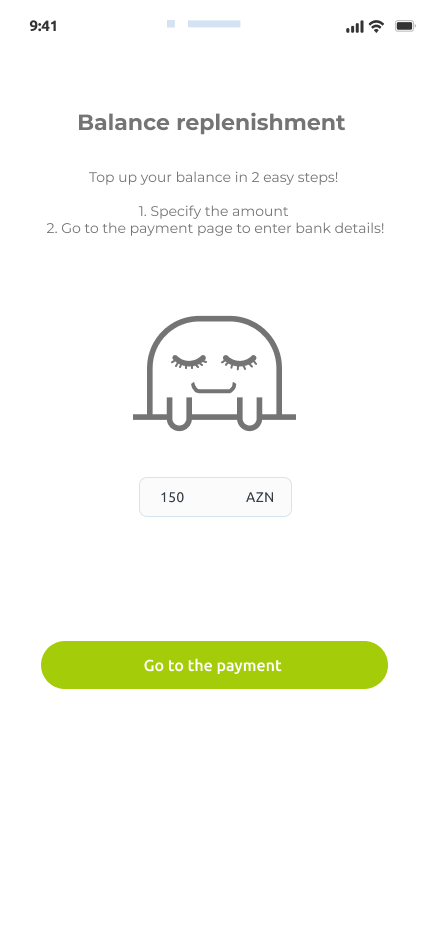 9:41
Balance replenishment
Top up your balance in 2 easy steps!
1. Specify the amount
2. Go to the payment page to enter bank details!
150 AZN
Go to the payment